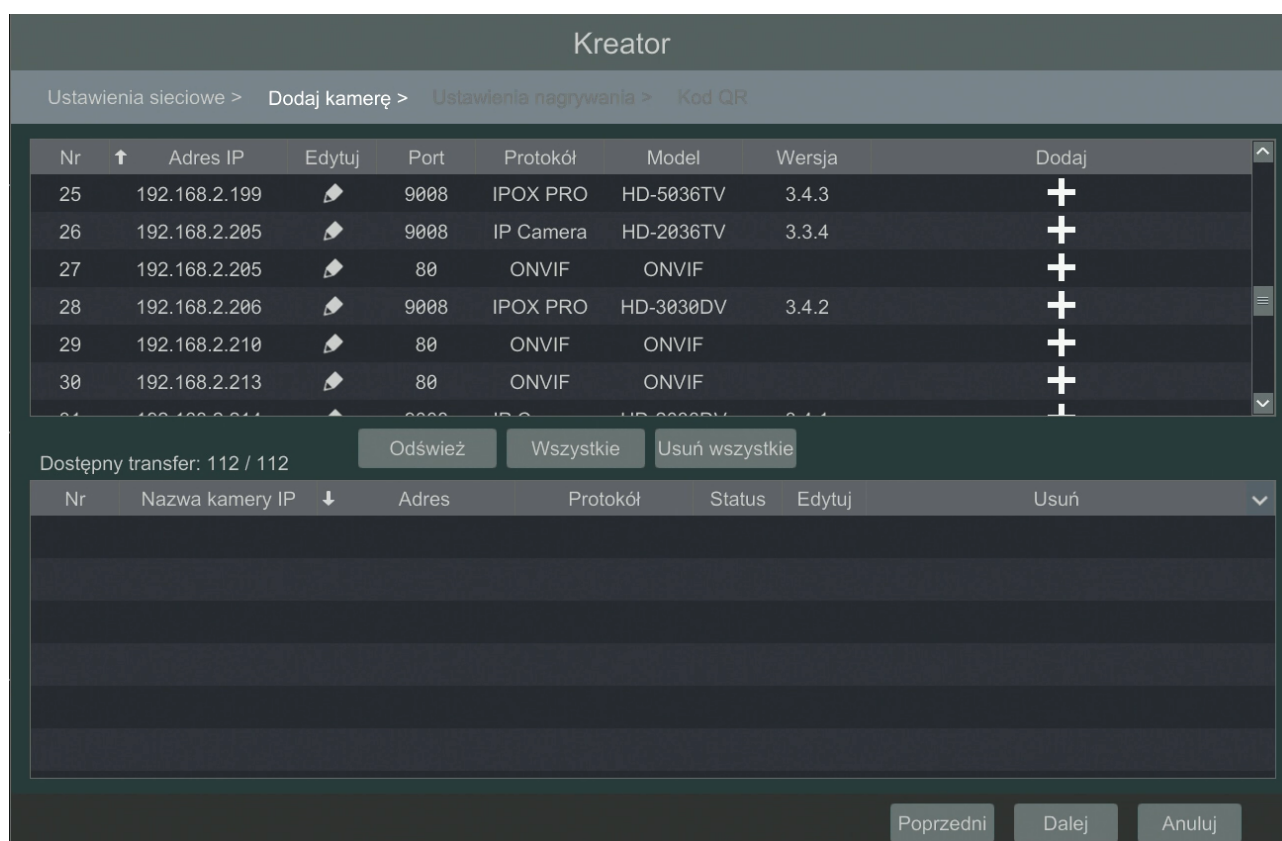 Kreator
Ustawienia sieciowe > Dodaj kamerę > Ustawienia nagrywania > Kod QR
Nr Adres IP Edytuj Port Protokół Model Wersja Dodaj
25 192.168.2.199 9008 IPOX PRO HD-5036TV 3.4.3
26 192.168.2.205 9008 IP Camera HD-2036TV 3.3.4
27 192.168.2.205 80 ONVIF ONVIF
28 192.168.2.206 9008 IPOX PRO HD-3030DV 3.4.2
29 192.168.2.210 80 ONVIF ONVIF
30 192.168.2.213 80 ONVIF ONVIF
Odśwież Wszystkie Usuń wszystkie
Dostępny transfer: 112 / 112
Nr Nazwa kamery IP Adres Protokół Status Edytuj Usuń
Poprzedni Dalej Anuluj